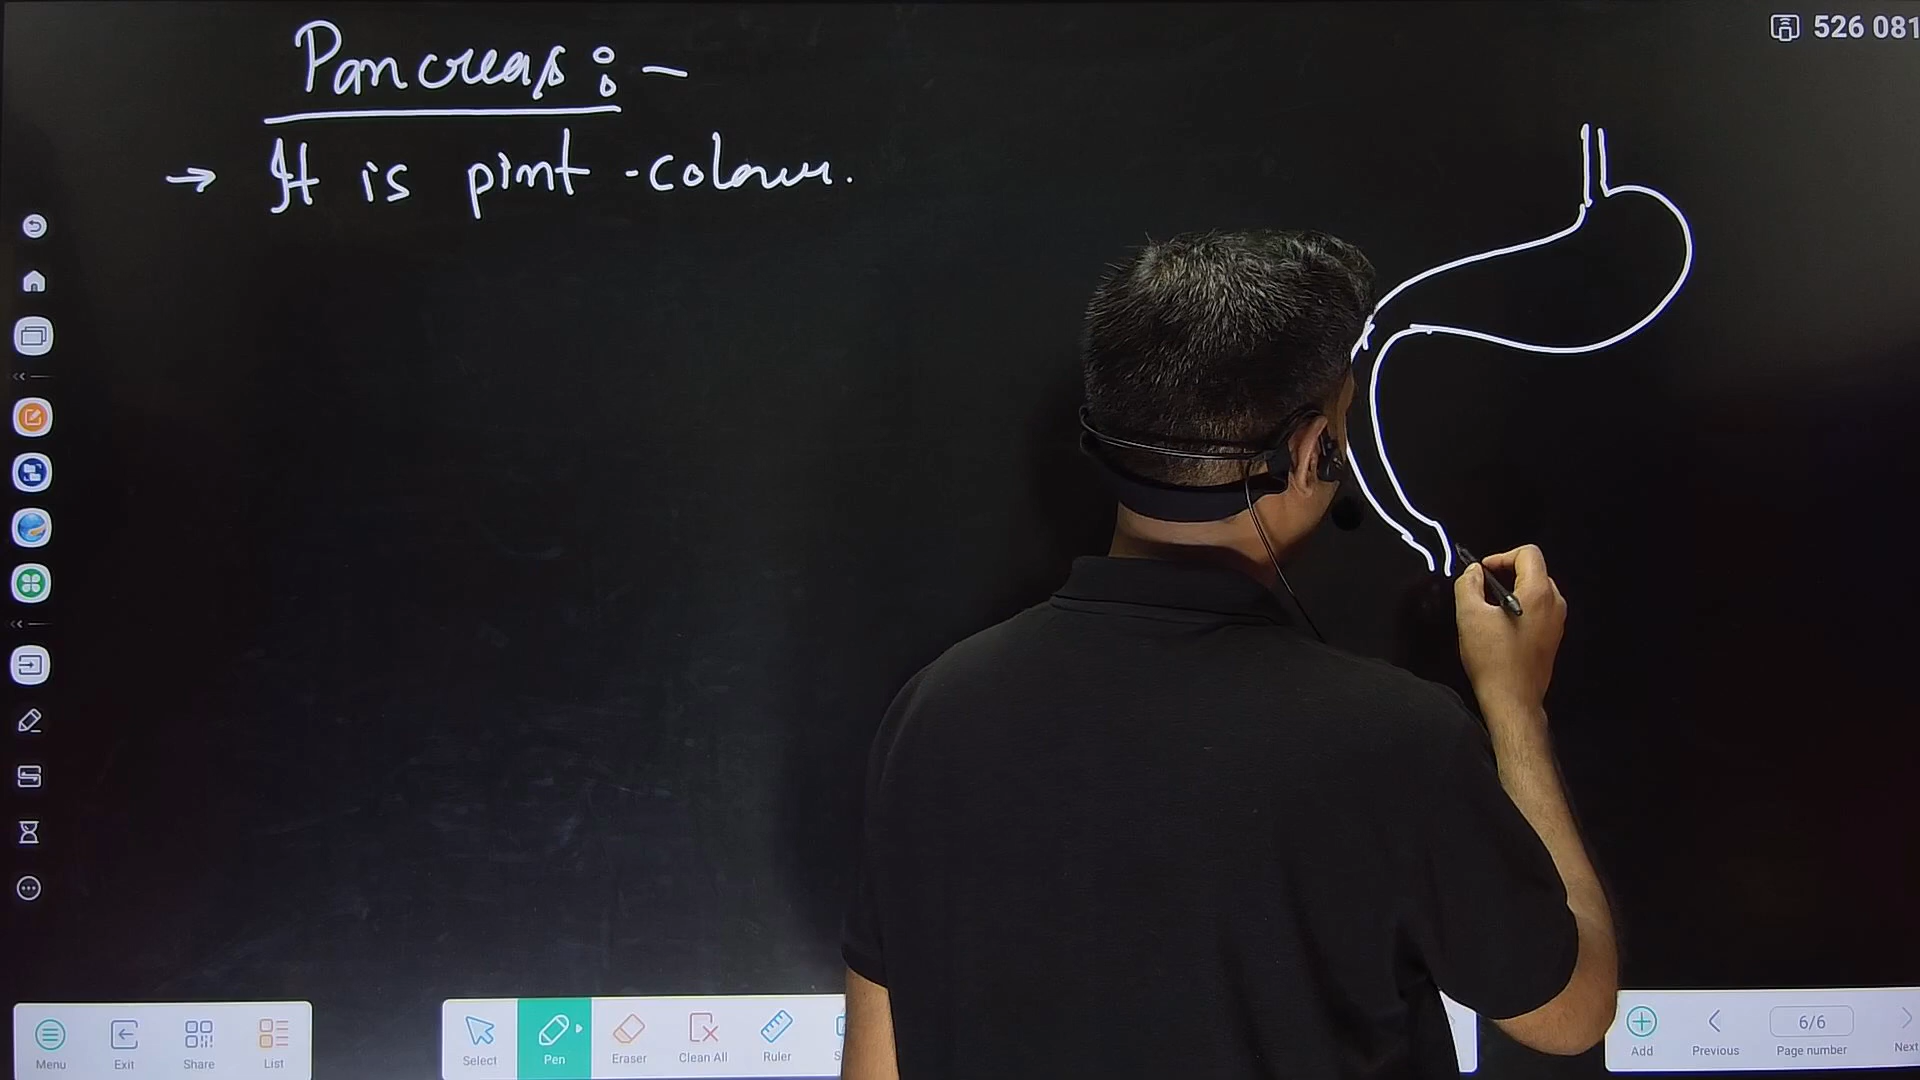 Pancreas :-
→ It is pint -colour.
526 081
Menu
Exit
Share
List
Select
Pen
Eraser
Clean All
Ruler
Add
Previous
6/6
Page number
Next